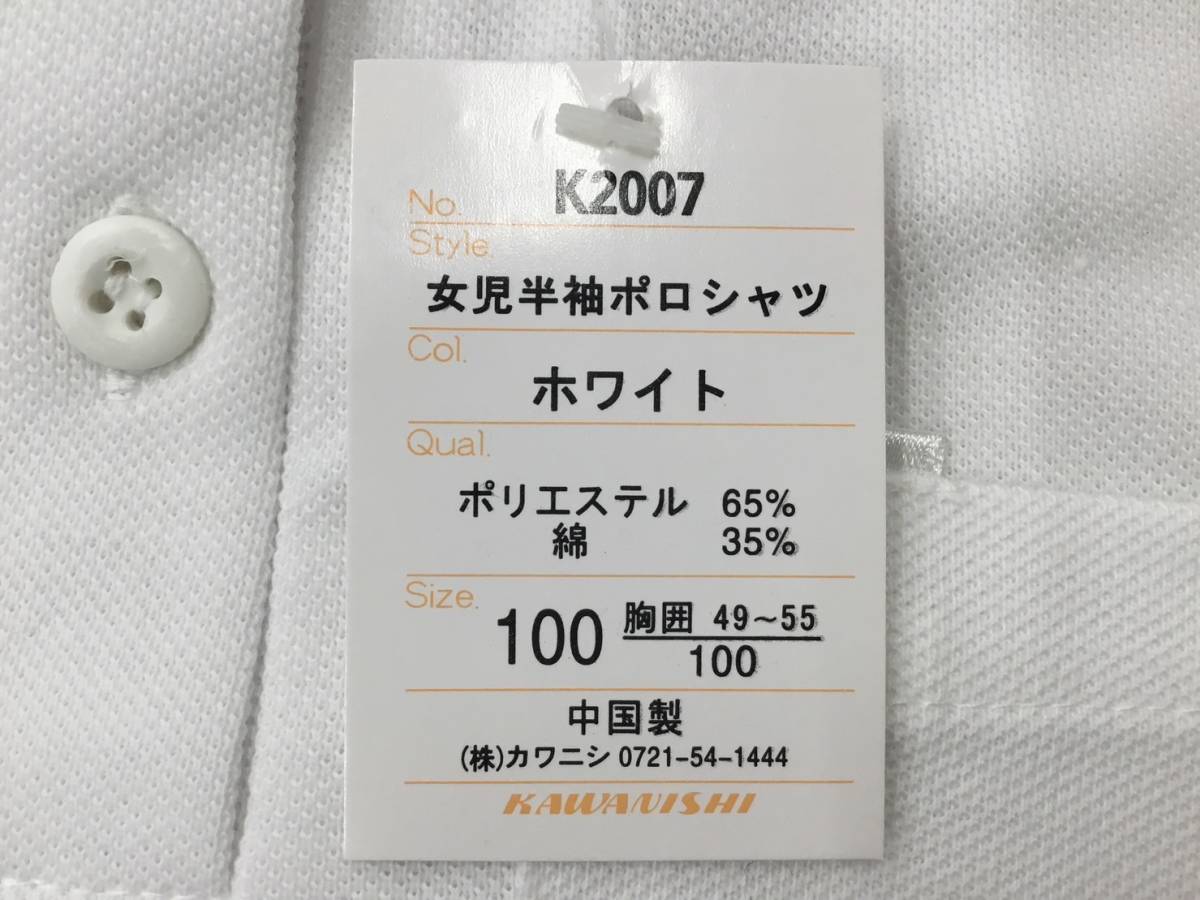 No. K2007
Style.
女児半袖ポロシャツ
Col.
ホワイト
Qual.
ポリエステル 65%
綿 35%
Size.
100 胸囲 49~55
100
中国製
(株)カワニシ 0721-54-1444
KAWANISHI